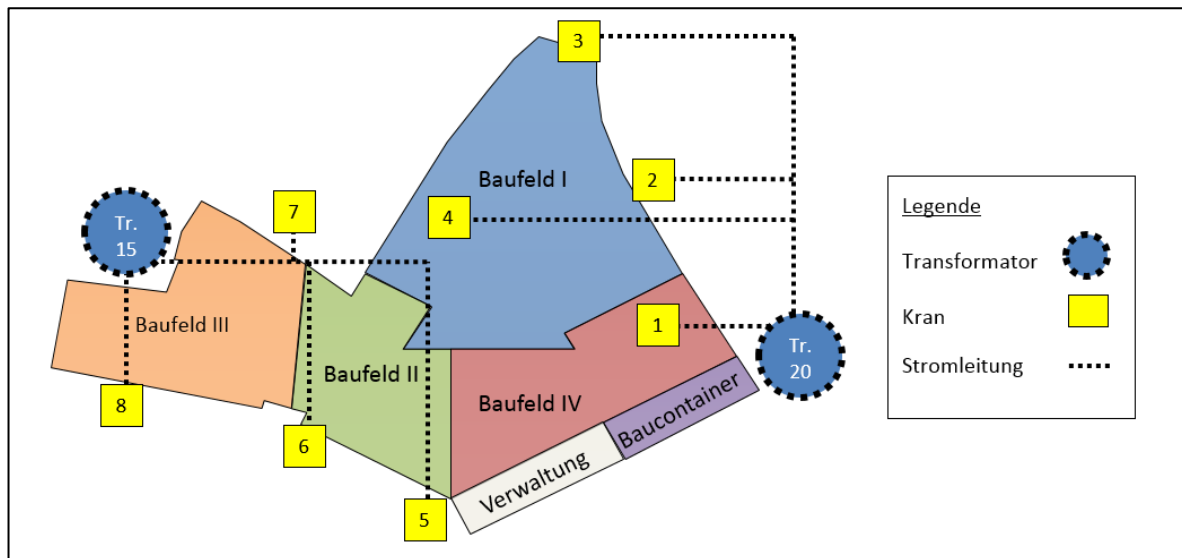 3
Baufeld I
2
4
7
Tr.
15
Baufeld III
8
Baufeld II
6
5
1
Baufeld IV
Tr.
20
Baucontainer
Verwaltung
Legende
Transformator
Kran
Stromleitung